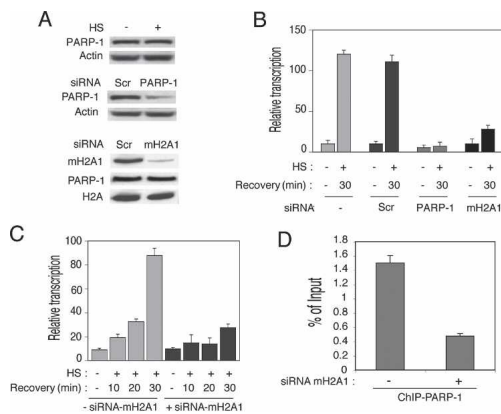 A
HS - +
PARP-1
Actin
siRNA Scr PARP-1
PARP-1
Actin
siRNA Scr mH2A1
mH2A1
PARP-1
H2A
B
Relative transcription
150
100
50
0
HS : - + - + - + - +
Recovery (min) : - 30 - 30 - 30 - 30
siRNA - Scr PARP-1 mH2A1
C
Relative transcription
100
80
60
40
20
0
HS : - + + + - + + +
Recovery (min) : - 10 20 30 - 10 20 30
- siRNA-mH2A1 + siRNA-mH2A1
D
% of Input
1.8
1.6
1.4
1.2
1
0.8
0.6
0.4
0.2
0
siRNA mH2A1 : - +
ChIP-PARP-1